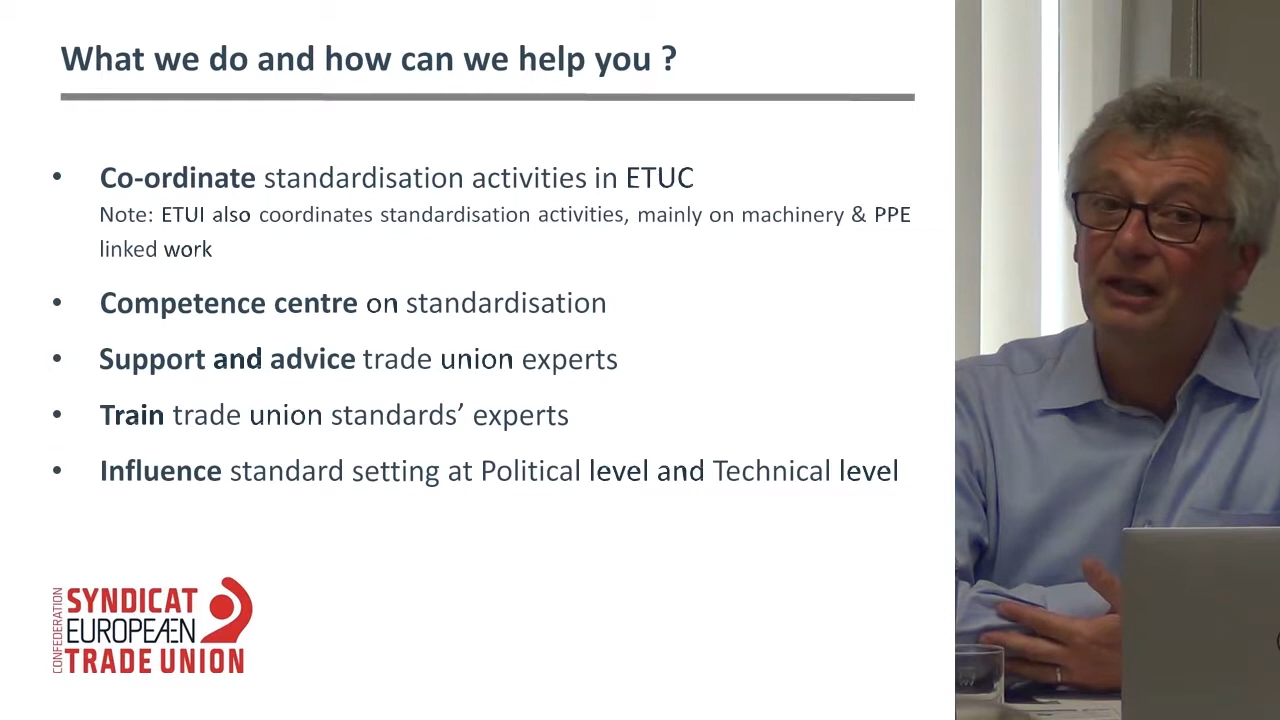 What we do and how can we help you ?
• Co-ordinate standardisation activities in ETUC
Note: ETUI also coordinates standardisation activities, mainly on machinery & PPE
linked work
• Competence centre on standardisation
• Support and advice trade union experts
• Train trade union standards’ experts
• Influence standard setting at Political level and Technical level
CONFEDERATION
SYNDICAT
EUROPEÆN
TRADE UNION